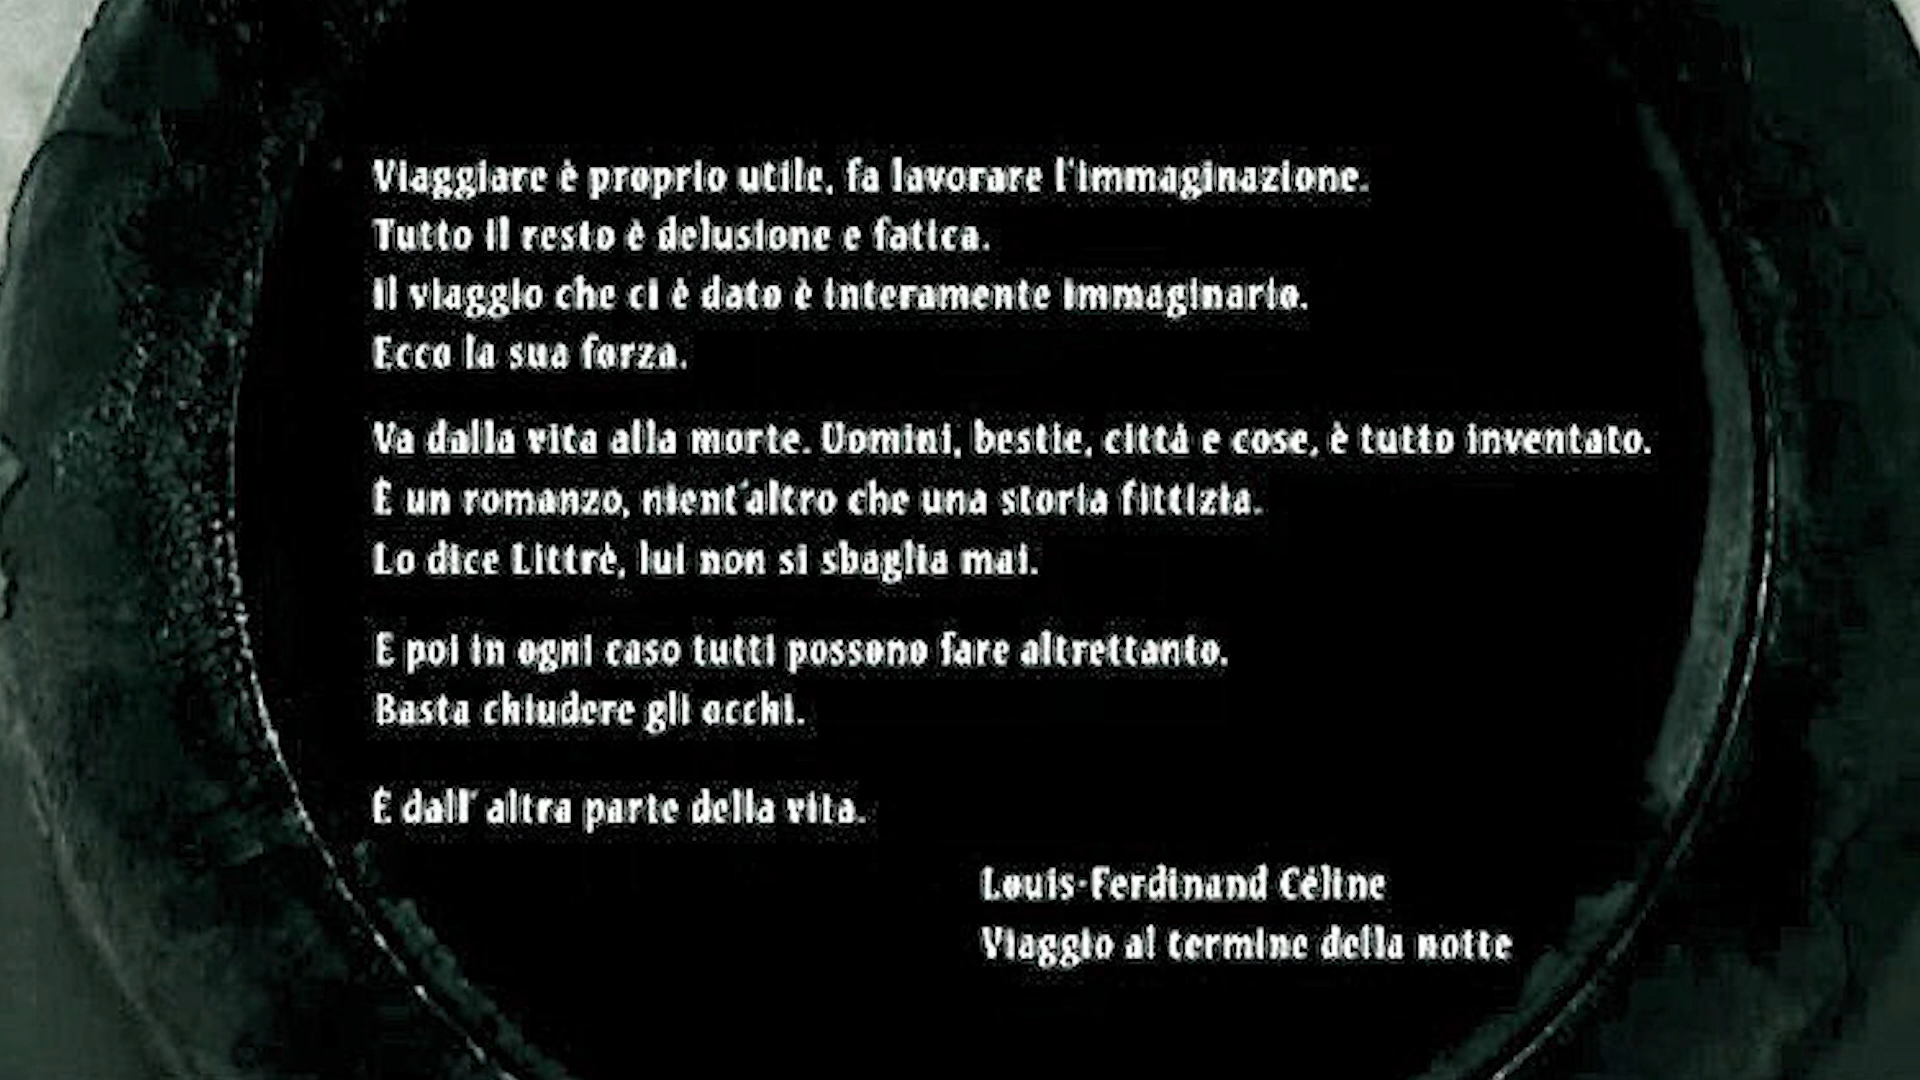 Viaggiare è proprio utile, fa lavorare l'immaginazione.
Tutto il resto è delusione e fatica.
Il viaggio che ci è dato è interamente immaginario.
Ecco la sua forza.
Va dalla vita alla morte. Uomini, bestie, città e cose, è tutto inventato.
È un romanzo, nient'altro che una storia fittizia.
Lo dice Littré, lui non si sbaglia mai.
E poi in ogni caso tutti possono fare altrettanto.
Basta chiudere gli occhi.
È dall' altra parte della vita.
Louis-Ferdinand Céline
Viaggio al termine della notte